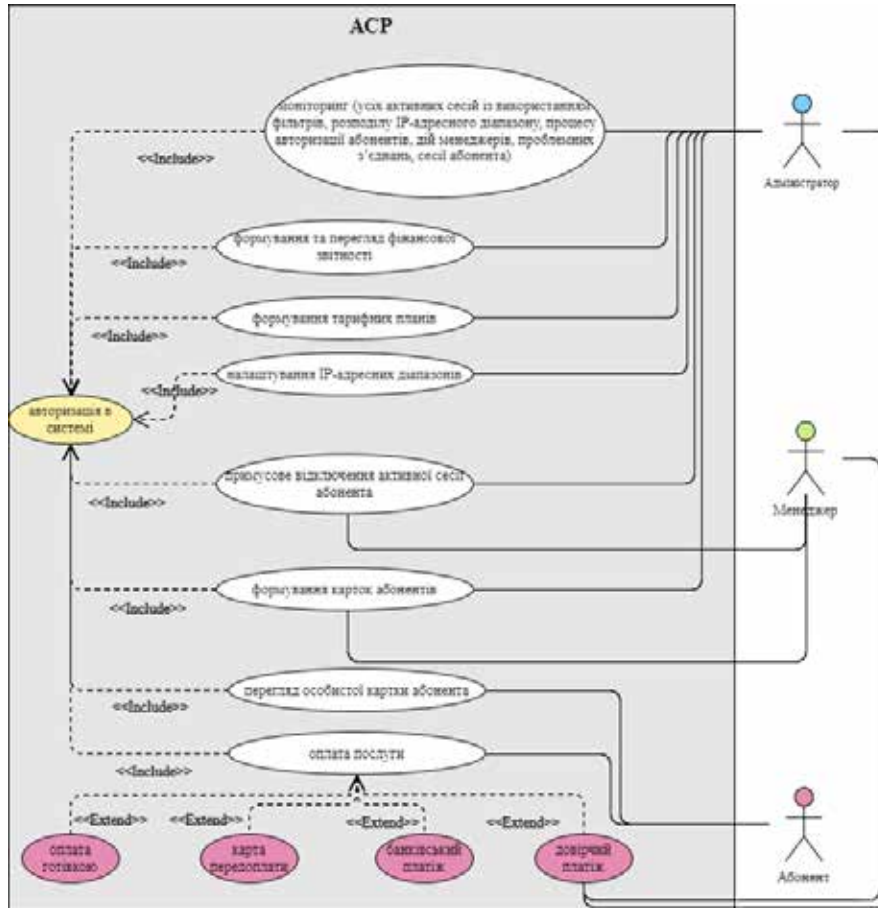 АСР
моніторинг (усіх активних сесій із використанням
фільтрів, розподілу IP-адресного діапазону, процесу
авторизації абонентів, дій менеджерів, проблемних
з'єднань, сесії абонента)
Адміністратор
<<Include>>
формування та перегляд фінансової
звітності
<<Include>>
формування тарифних планів
<<Include>>
налаштування IP-адресних діапазонів
<<Include>>
авторизація в
системі
примусове відключення активної сесії
абонента
<<Include>>
Менеджер
формування карток абонентів
<<Include>>
перегляд особистої картки абонента
<<Include>>
оплата послуги
<<Include>>
<<Extend>>
<<Extend>>
<<Extend>>
<<Extend>>
оплата
готівкою
карта
передоплати
банківський
платіж
довірчий
платіж
Абонент